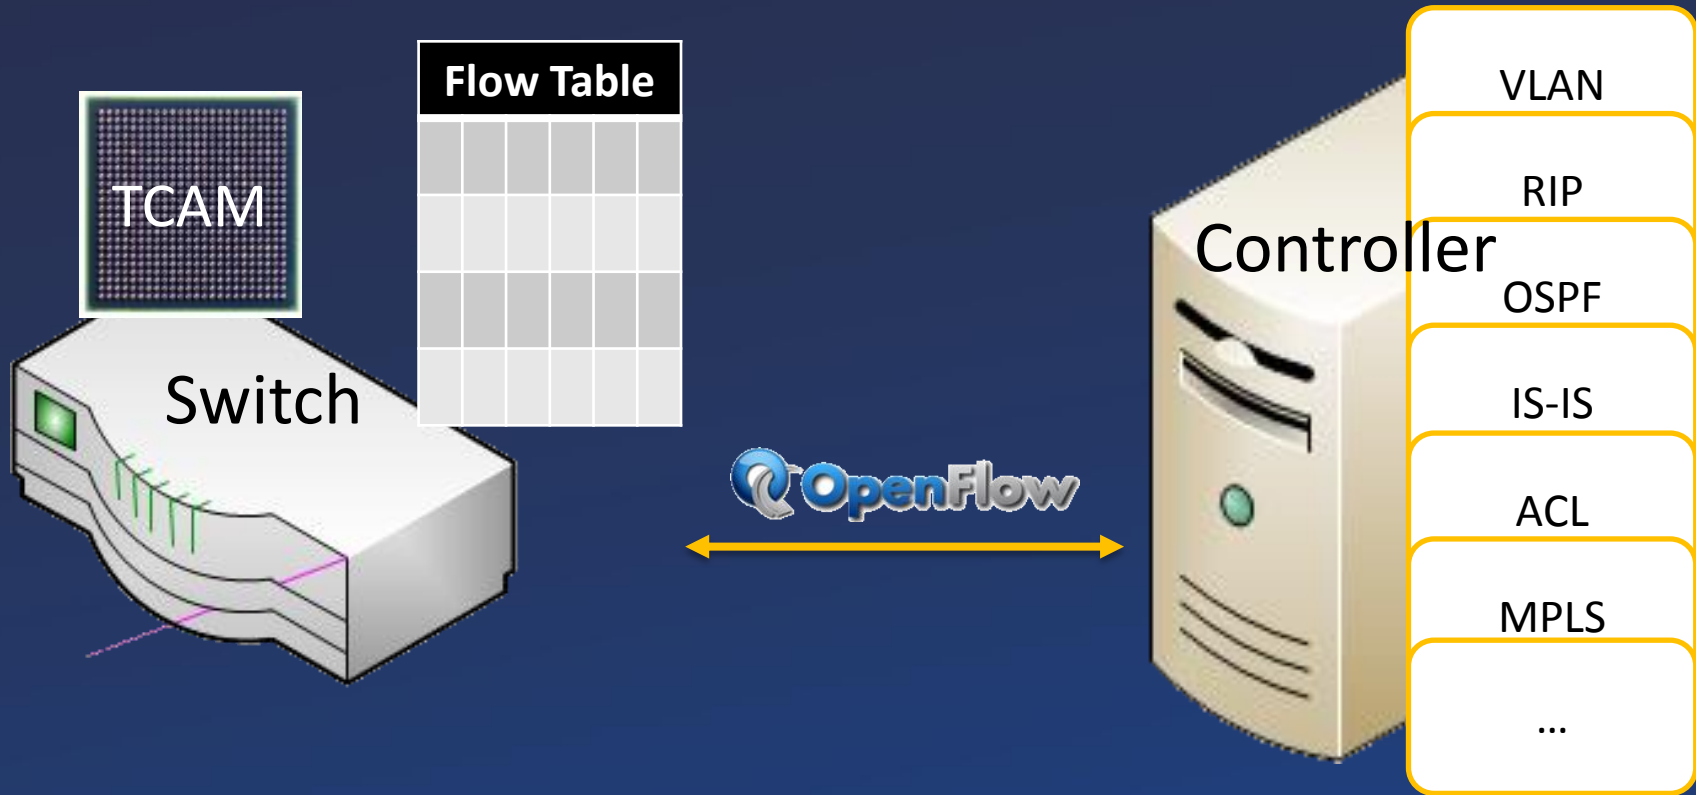 Flow Table
TCAM
Switch
OpenFlow
Controller
VLAN
RIP
OSPF
IS-IS
ACL
MPLS
...